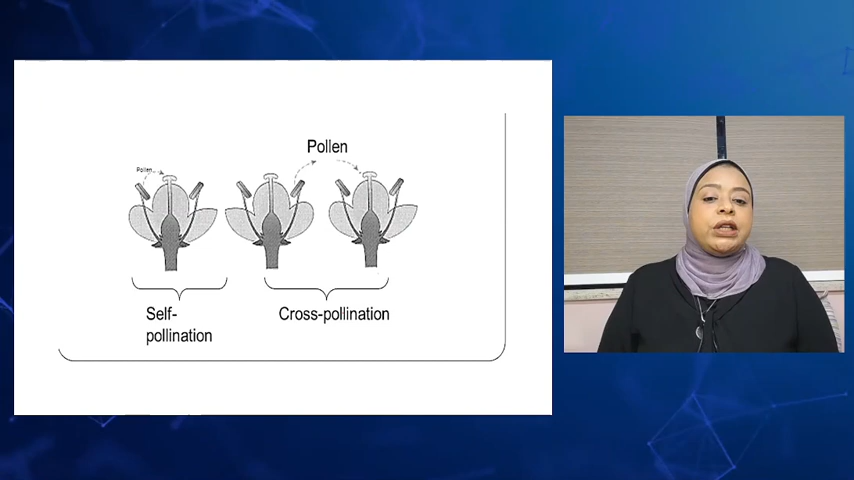 Pollen
Pollen
Self-
pollination
Cross-pollination